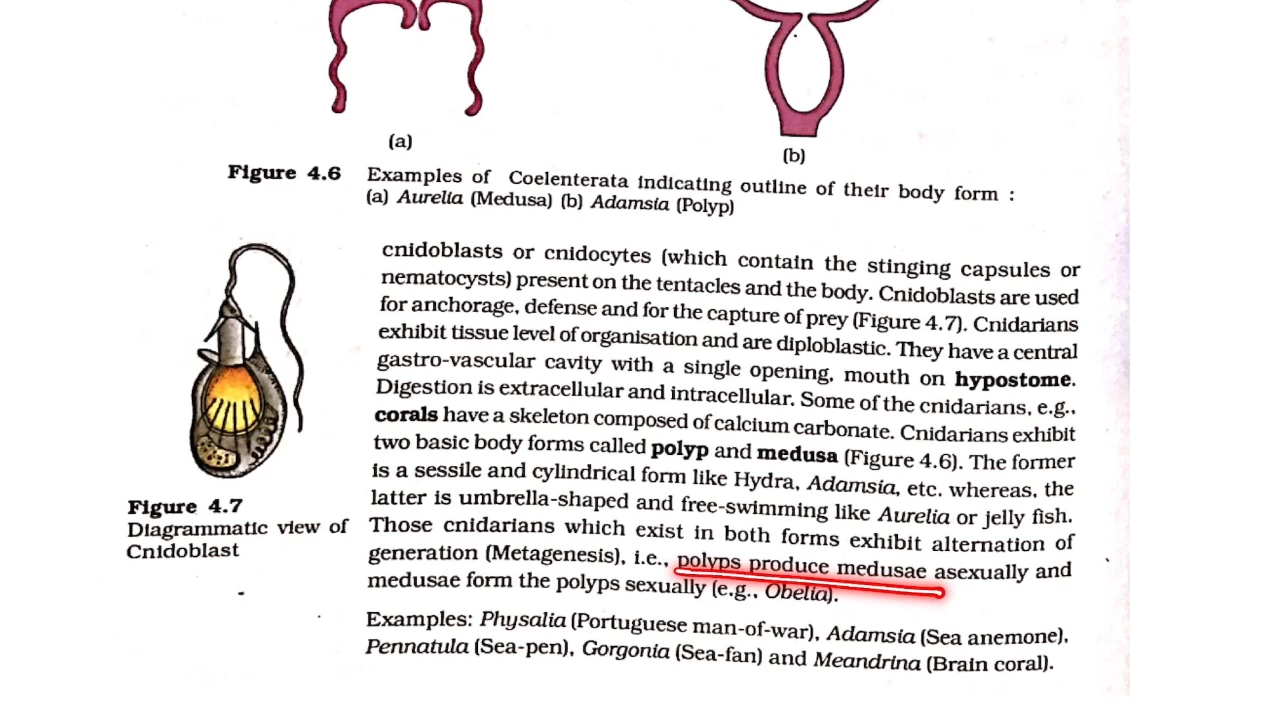 (a)
(b)
Figure 4.6 Examples of Coelenterata indicating outline of their body form :
(a) Aurelia (Medusa) (b) Adamsia (Polyp)
cnidoblasts or cnidocytes (which contain the stinging capsules or
nematocysts) present on the tentacles and the body. Cnidoblasts are used
for anchorage, defense and for the capture of prey (Figure 4.7). Cnidarians
exhibit tissue level of organisation and are diploblastic. They have a central
gastro-vascular cavity with a single opening, mouth on hypostome.
Digestion is extracellular and intracellular. Some of the cnidarians, e.g.,
corals have a skeleton composed of calcium carbonate. Cnidarians exhibit
two basic body forms called polyp and medusa (Figure 4.6). The former
is a sessile and cylindrical form like Hydra, Adamsia, etc. whereas, the
latter is umbrella-shaped and free-swimming like Aurelia or jelly fish.
Those cnidarians which exist in both forms exhibit alternation of
generation (Metagenesis), i.e., polyps produce medusae asexually and
medusae form the polyps sexually (e.g., Obelia).
Examples: Physalia (Portuguese man-of-war), Adamsia (Sea anemone),
Pennatula (Sea-pen), Gorgonia (Sea-fan) and Meandrina (Brain coral).
Figure 4.7
Diagrammatic view of
Cnidoblast